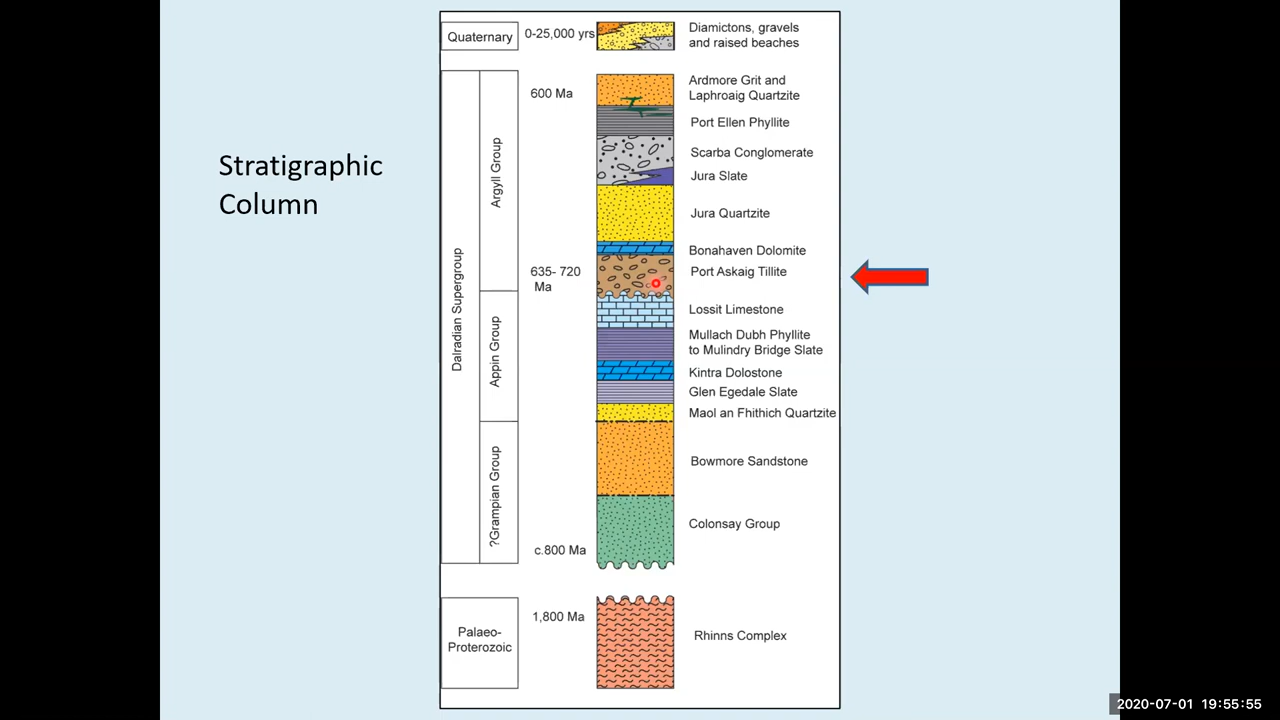 Stratigraphic
Column
Quaternary
0-25,000 yrs
Diamictons, gravels
and raised beaches
Dalradian Supergroup
Argyll Group
600 Ma
Ardmore Grit and
Laphroaig Quartzite
Port Ellen Phyllite
Scarba Conglomerate
Jura Slate
Jura Quartzite
Bonahaven Dolomite
635- 720
Ma
Port Askaig Tillite
Appin Group
Lossit Limestone
Mullach Dubh Phyllite
to Mulindry Bridge Slate
Kintra Dolostone
Glen Egedale Slate
Maol an Fhithich Quartzite
?Grampian Group
Bowmore Sandstone
Colonsay Group
c.800 Ma
Palaeo-
Proterozoic
1,800 Ma
Rhinns Complex
2020-07-01 19:55:55